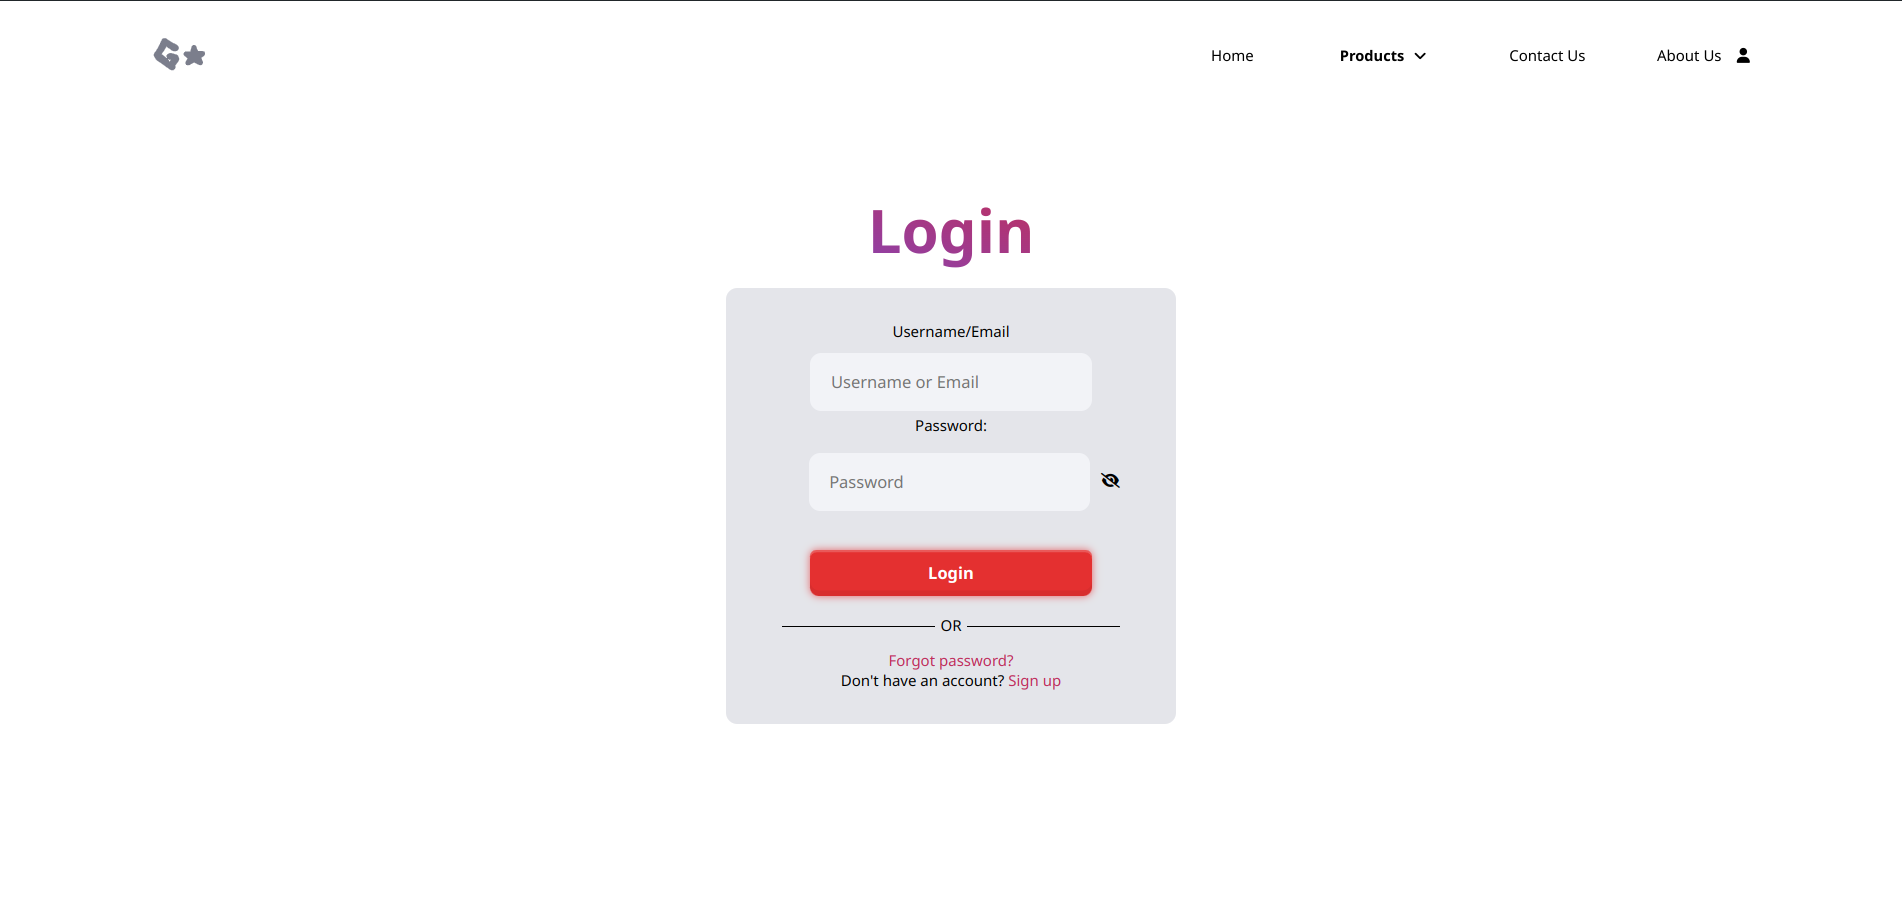 G★
Home Products Contact Us About Us
Login
Username/Email
Username or Email
Password:
Password
Login
OR
Forgot password?
Don't have an account? Sign up